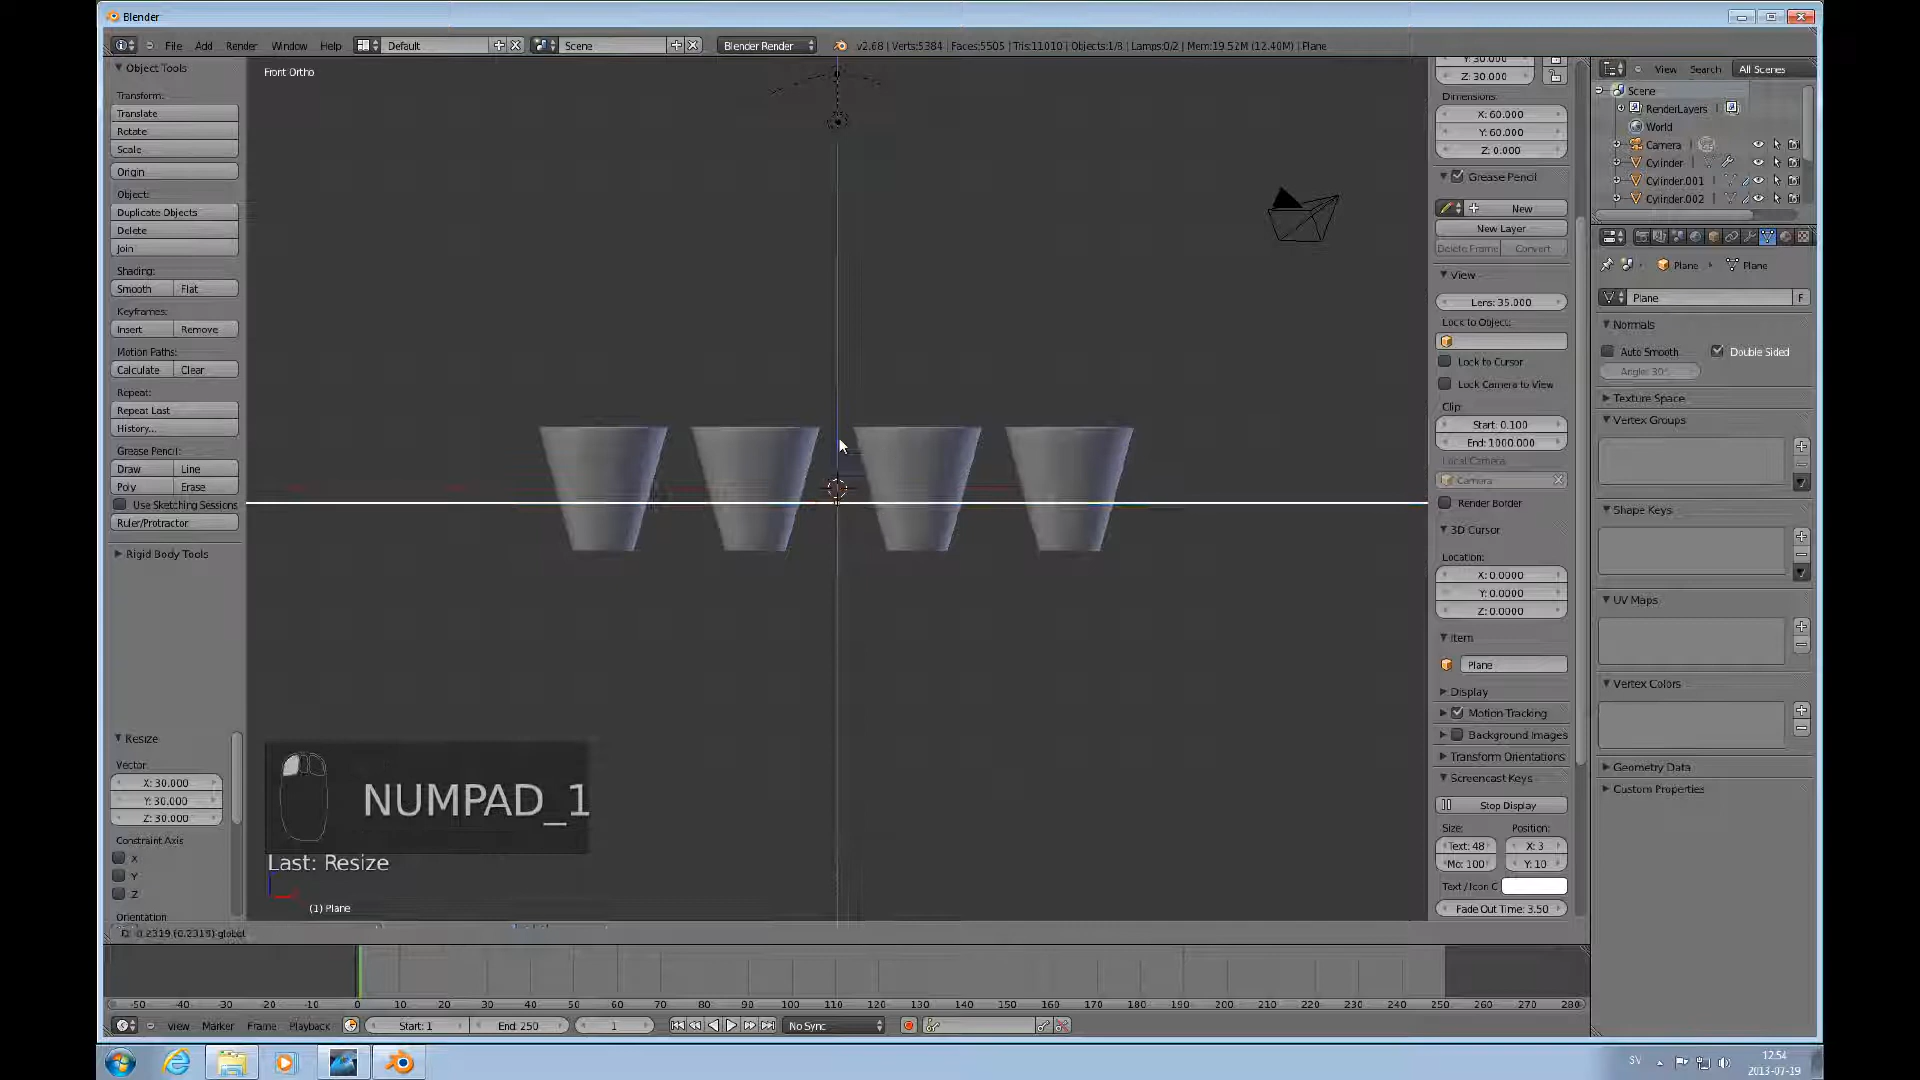 Blender
File Add Render Window Help Default Scene Blender Render v2.68 | Verts:5384 | Faces:5505 | Tris:11010 | Objects:1/8 | Lamps:0/2 | Mem:19.52M (12.40M) | Plane
Object Tools
Transform:
Translate
Rotate
Scale
Origin
Object:
Duplicate Objects
Delete
Join
Shading:
Smooth Flat
Keyframes:
Insert Remove
Motion Paths:
Calculate Clear
Repeat:
Repeat Last
History...
Grease Pencil:
Draw Line
Poly Erase
Use Sketching Sessions
Ruler/Protractor
Rigid Body Tools
Resize
Vector
X: 30.000
Y: 30.000
Z: 30.000
Constraint Axis
X
Y
Z
Orientation
Front Ortho
NUMPAD_1
Last: Resize
(1) Plane
global
Y: 30.000
Z: 30.000
Dimensions:
X: 60.000
Y: 60.000
Z: 0.000
Grease Pencil
New
New Layer
Delete Frame Convert
View
Lens: 35.000
Lock to Object:
Lock to Cursor
Lock Camera to View
Clip:
Start: 0.100
End: 1000.000
Local Camera:
Camera
Render Border
3D Cursor
Location:
X: 0.0000
Y: 0.0000
Z: 0.0000
Item
Plane
Display
Motion Tracking
Background Images
Transform Orientations
Screencast Keys
Stop Display
Size: Position:
Text: 48 X: 3
Mo: 100 Y: 10
Text / Icon C
Fade Out Time: 3.50
View Search All Scenes
Scene
RenderLayers
World
Camera
Cylinder
Cylinder.001
Cylinder.002
Plane Plane
Plane F
Normals
Auto Smooth Double Sided
Angle: 30°
Texture Space
Vertex Groups
Shape Keys
UV Maps
Vertex Colors
Geometry Data
Custom Properties
-50 -40 -30 -20 -10 0 10 20 30 40 50 60 70 80 90 100 110 120 130 140 150 160 170 180 190 200 210 220 230 240 250 260 270 280
View Marker Frame Playback Start: 1 End: 250 1 No Sync
SV 12:54
2013-07-19